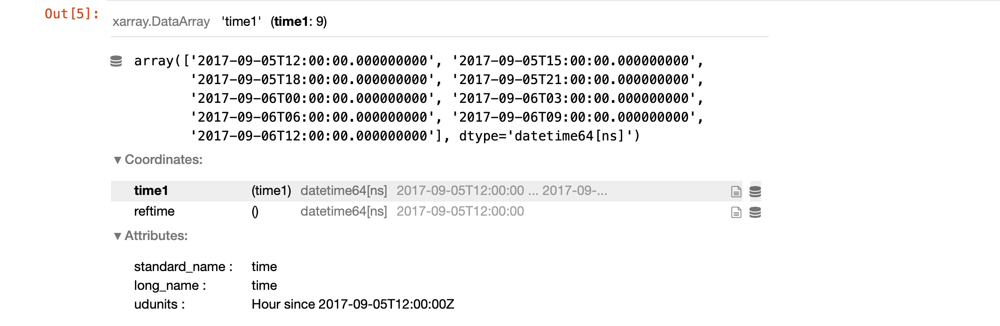 Out[5]:
xarray.DataArray 'time1' (time1: 9)
array(['2017-09-05T12:00:00.000000000', '2017-09-05T15:00:00.000000000',
'2017-09-05T18:00:00.000000000', '2017-09-05T21:00:00.000000000',
'2017-09-06T00:00:00.000000000', '2017-09-06T03:00:00.000000000',
'2017-09-06T06:00:00.000000000', '2017-09-06T09:00:00.000000000',
'2017-09-06T12:00:00.000000000'], dtype='datetime64[ns]')
▼ Coordinates:
time1 (time1) datetime64[ns] 2017-09-05T12:00:00 ... 2017-09-...
reftime () datetime64[ns] 2017-09-05T12:00:00
▼ Attributes:
standard_name : time
long_name : time
udunits : Hour since 2017-09-05T12:00:00Z